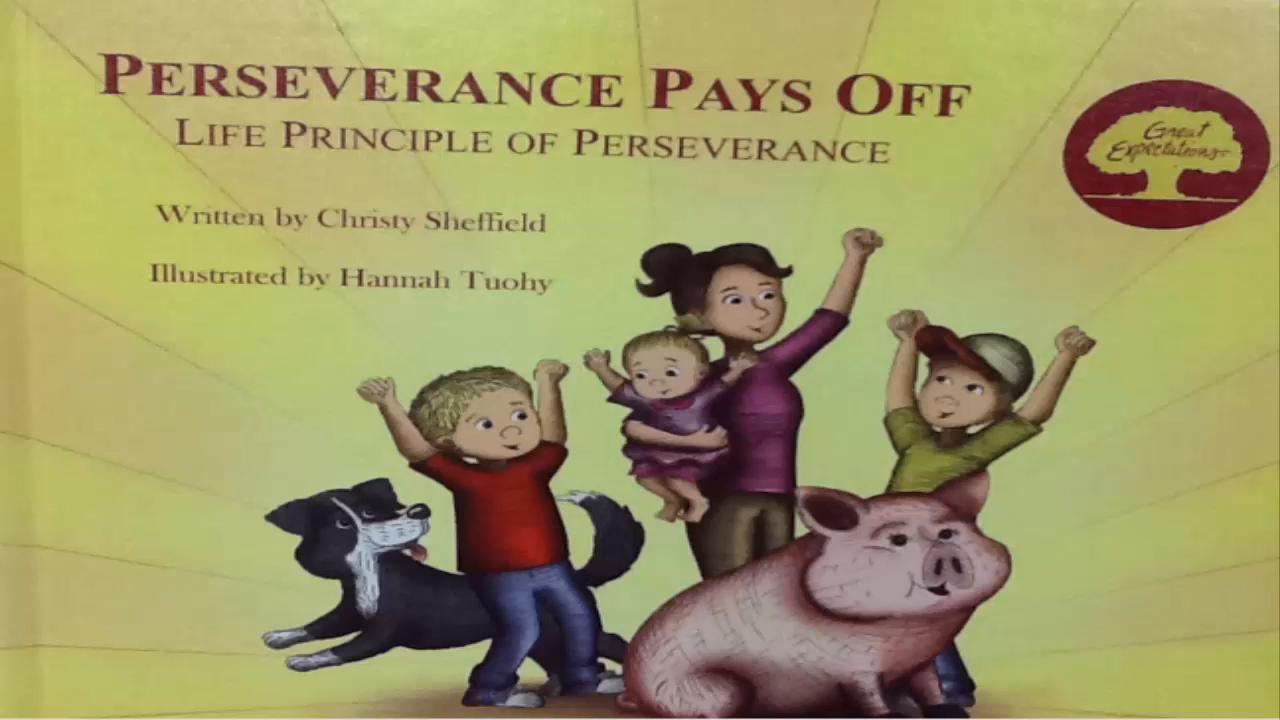 PERSEVERANCE PAYS OFF
LIFE PRINCIPLE OF PERSEVERANCE
Great
Expectations
Written by Christy Sheffield
Illustrated by Hannah Tuohy